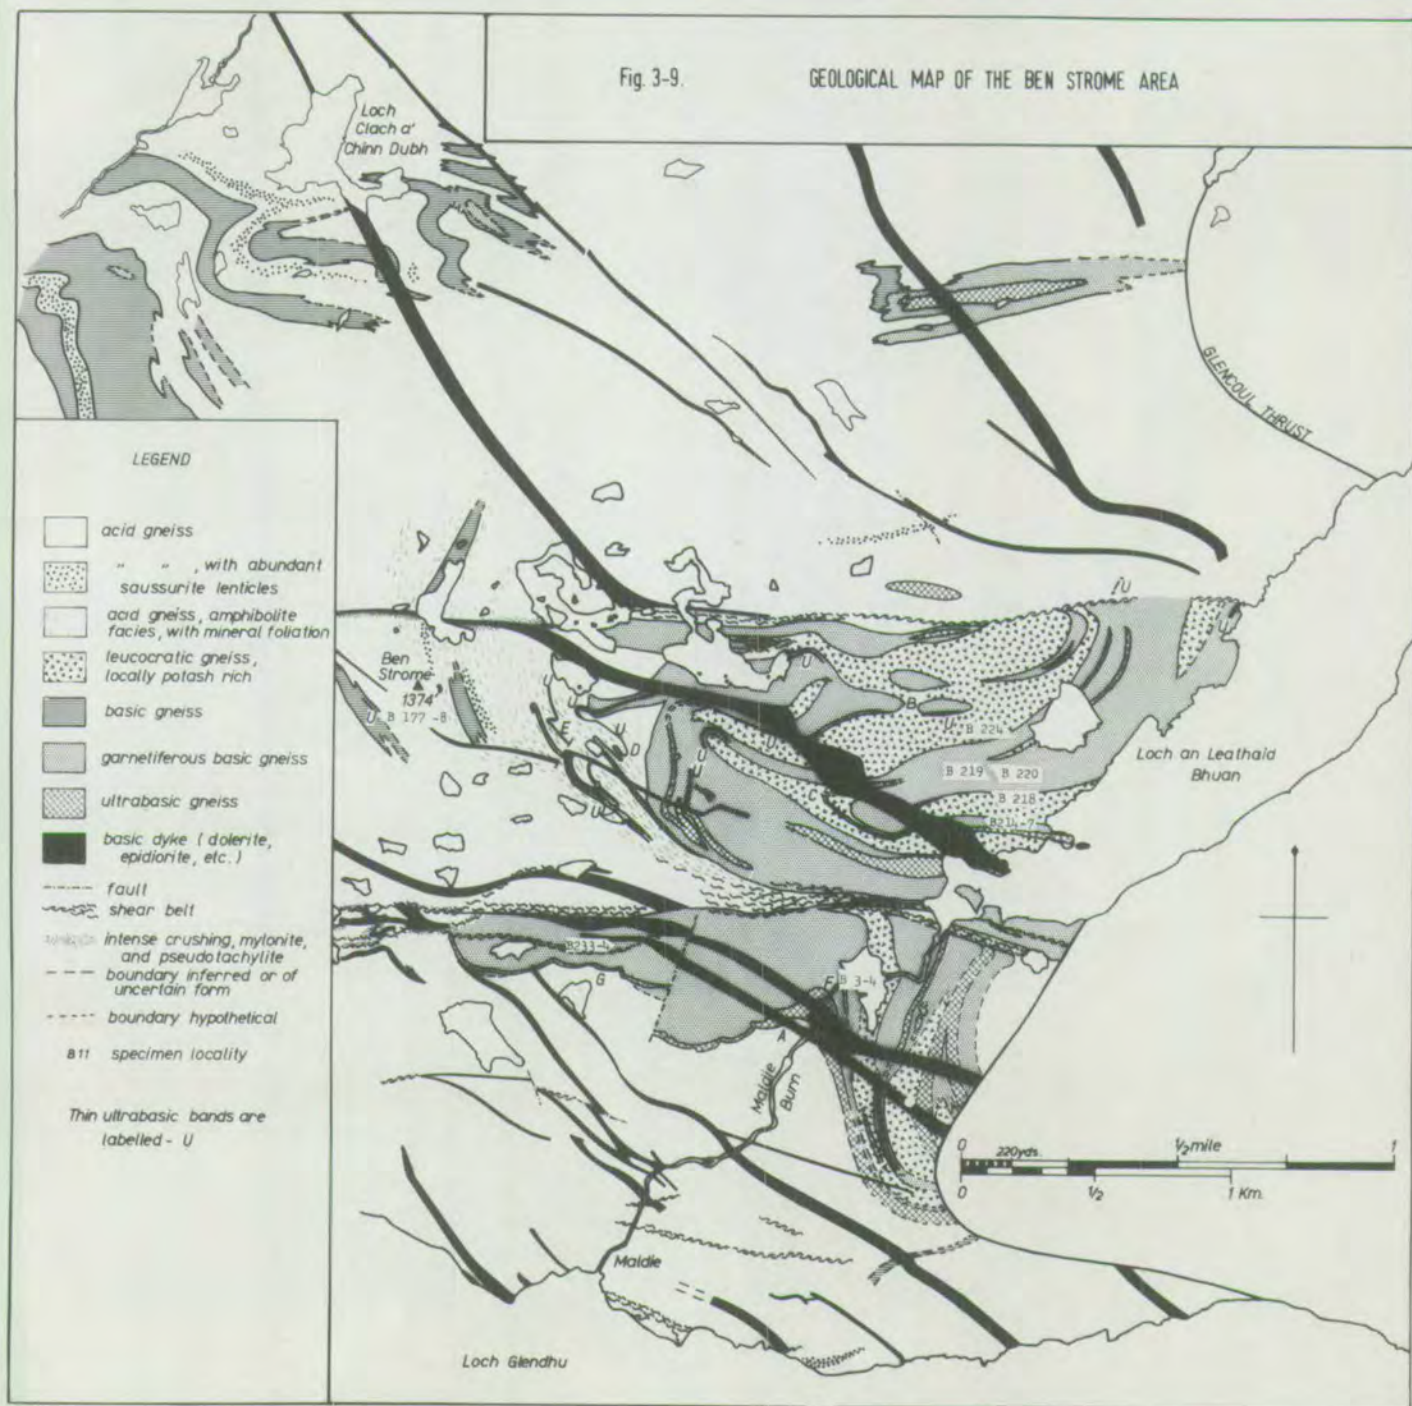 Fig. 3-9. GEOLOGICAL MAP OF THE BEN STROME AREA
Loch
Clach a'
Chinn Dubh
GLENCOUL THRUST
LEGEND
acid gneiss
" " , with abundant
saussurite lenticles
acid gneiss, amphibolite
facies, with mineral foliation
leucocratic gneiss,
locally potash rich
basic gneiss
garnetiferous basic gneiss
ultrabasic gneiss
basic dyke (dolerite,
epidiorite, etc.)
fault
shear belt
intense crushing, mylonite,
and pseudotachylite
boundary inferred or of
uncertain form
boundary hypothetical
B11 specimen locality
Thin ultrabasic bands are
labelled - U
U
Ben
Strome
1374
U B 177-8
U
U
E
U
D
U
U
U
U
U
B
U
B 224
B 219 B 220
B 218
B214-7
C
Loch an Leathaid
Bhuan
B233-4
G
F B 3-4
A
Maldie
Burn
0 220yds. ½mile 1
0 ½ 1 Km.
Maldie
Loch Glendhu